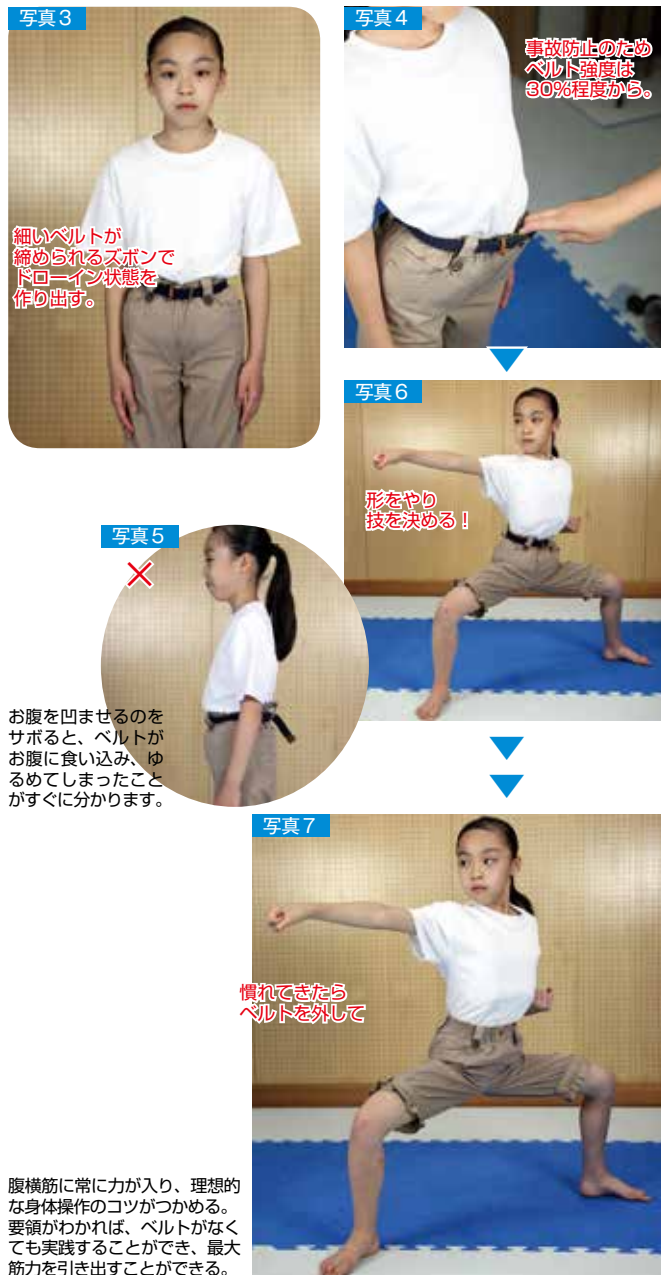 写真3
細いベルトが
締められるズボンで
ドローイン状態を
作り出す。
写真4
事故防止のため
ベルト強度は
30%程度から。
写真5
×
お腹を凹ませるのを
サボると、ベルトが
お腹に食い込み、ゆ
るめてしまったこと
がすぐに分かります。
写真6
形をやり
技を決める！
写真7
慣れてきたら
ベルトを外して
腹横筋に常に力が入り、理想的
な身体操作のコツがつかめる。
要領がわかれば、ベルトがなく
ても実践することができ、最大
筋力を引き出すことができる。